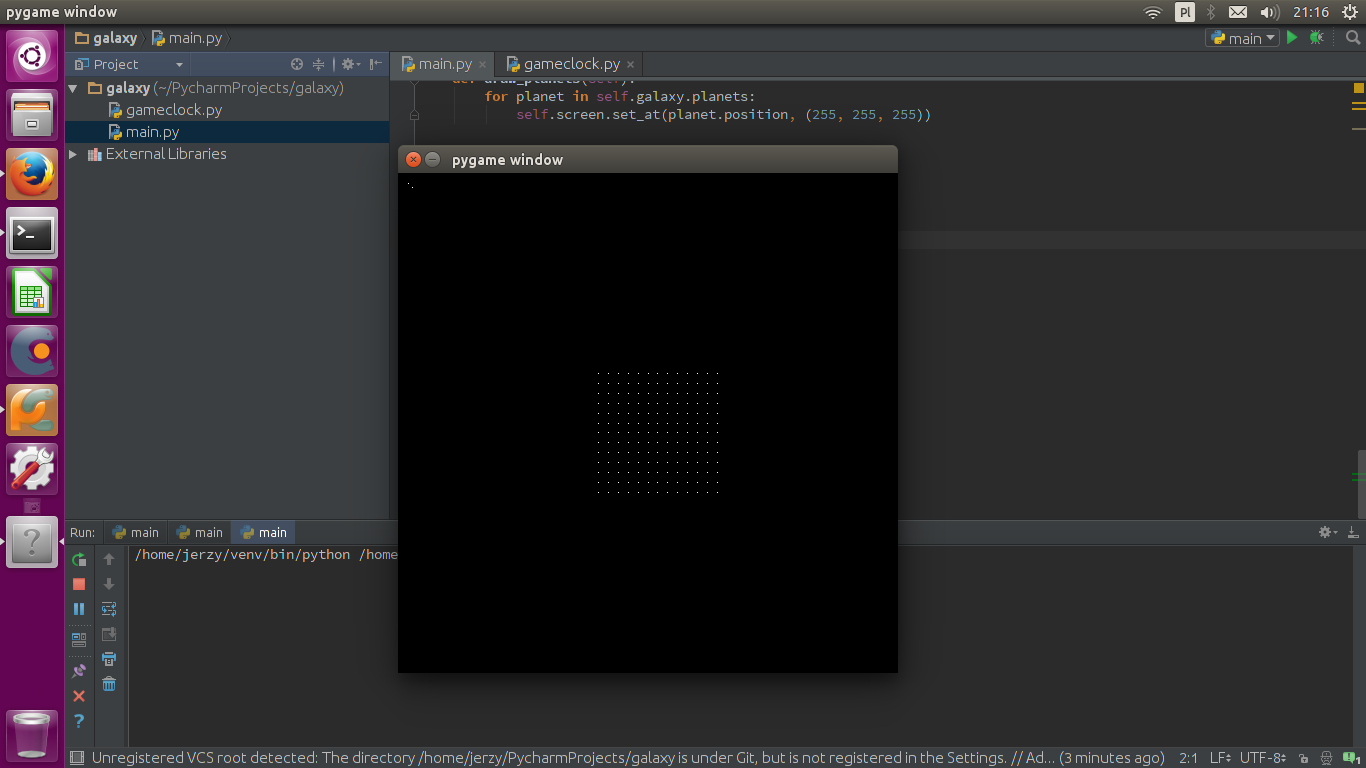 pygame window
Pl
21:16
galaxy
main.py
main
Project
main.py
gameclock.py
galaxy (~/PycharmProjects/galaxy)
gameclock.py
main.py
External Libraries
for planet in self.galaxy.planets:
self.screen.set_at(planet.position, (255, 255, 255))
pygame window
Run:
main
main
main
/home/jerzy/venv/bin/python /home
Unregistered VCS root detected: The directory /home/jerzy/PycharmProjects/galaxy is under Git, but is not registered in the Settings. // Ad... (3 minutes ago)
2:1
LF
UTF-8